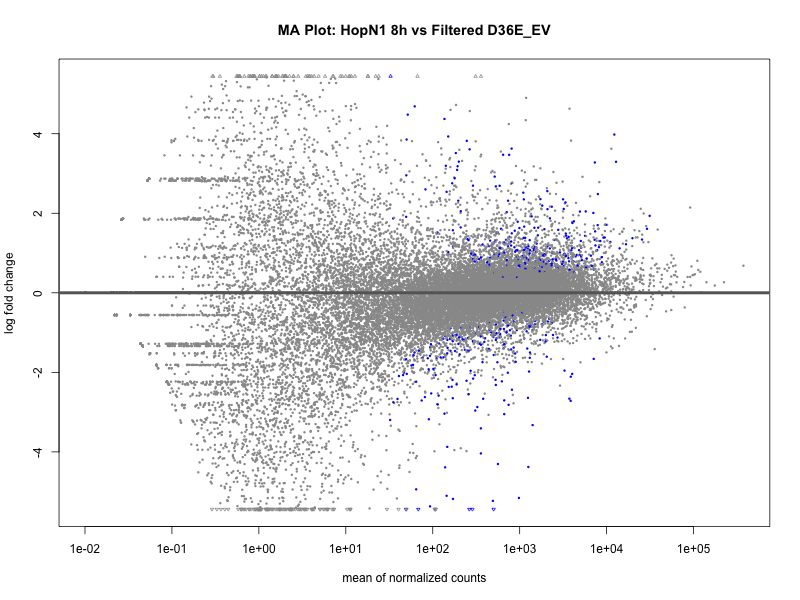 MA Plot: HopN1 8h vs Filtered D36E_EV
log fold change
4
2
0
-2
-4
1e-02 1e-01 1e+00 1e+01 1e+02 1e+03 1e+04 1e+05
mean of normalized counts